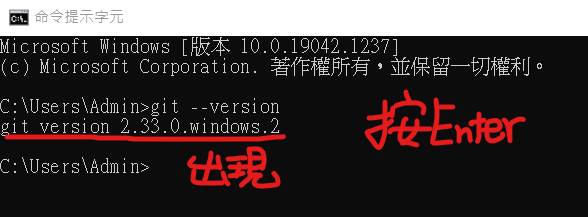 命令提示字元
Microsoft Windows [版本 10.0.19042.1237]
(c) Microsoft Corporation. 著作權所有，並保留一切權利。
C:\Users\Admin>git --version
git version 2.33.0.windows.2
按Enter
C:\Users\Admin>
出現